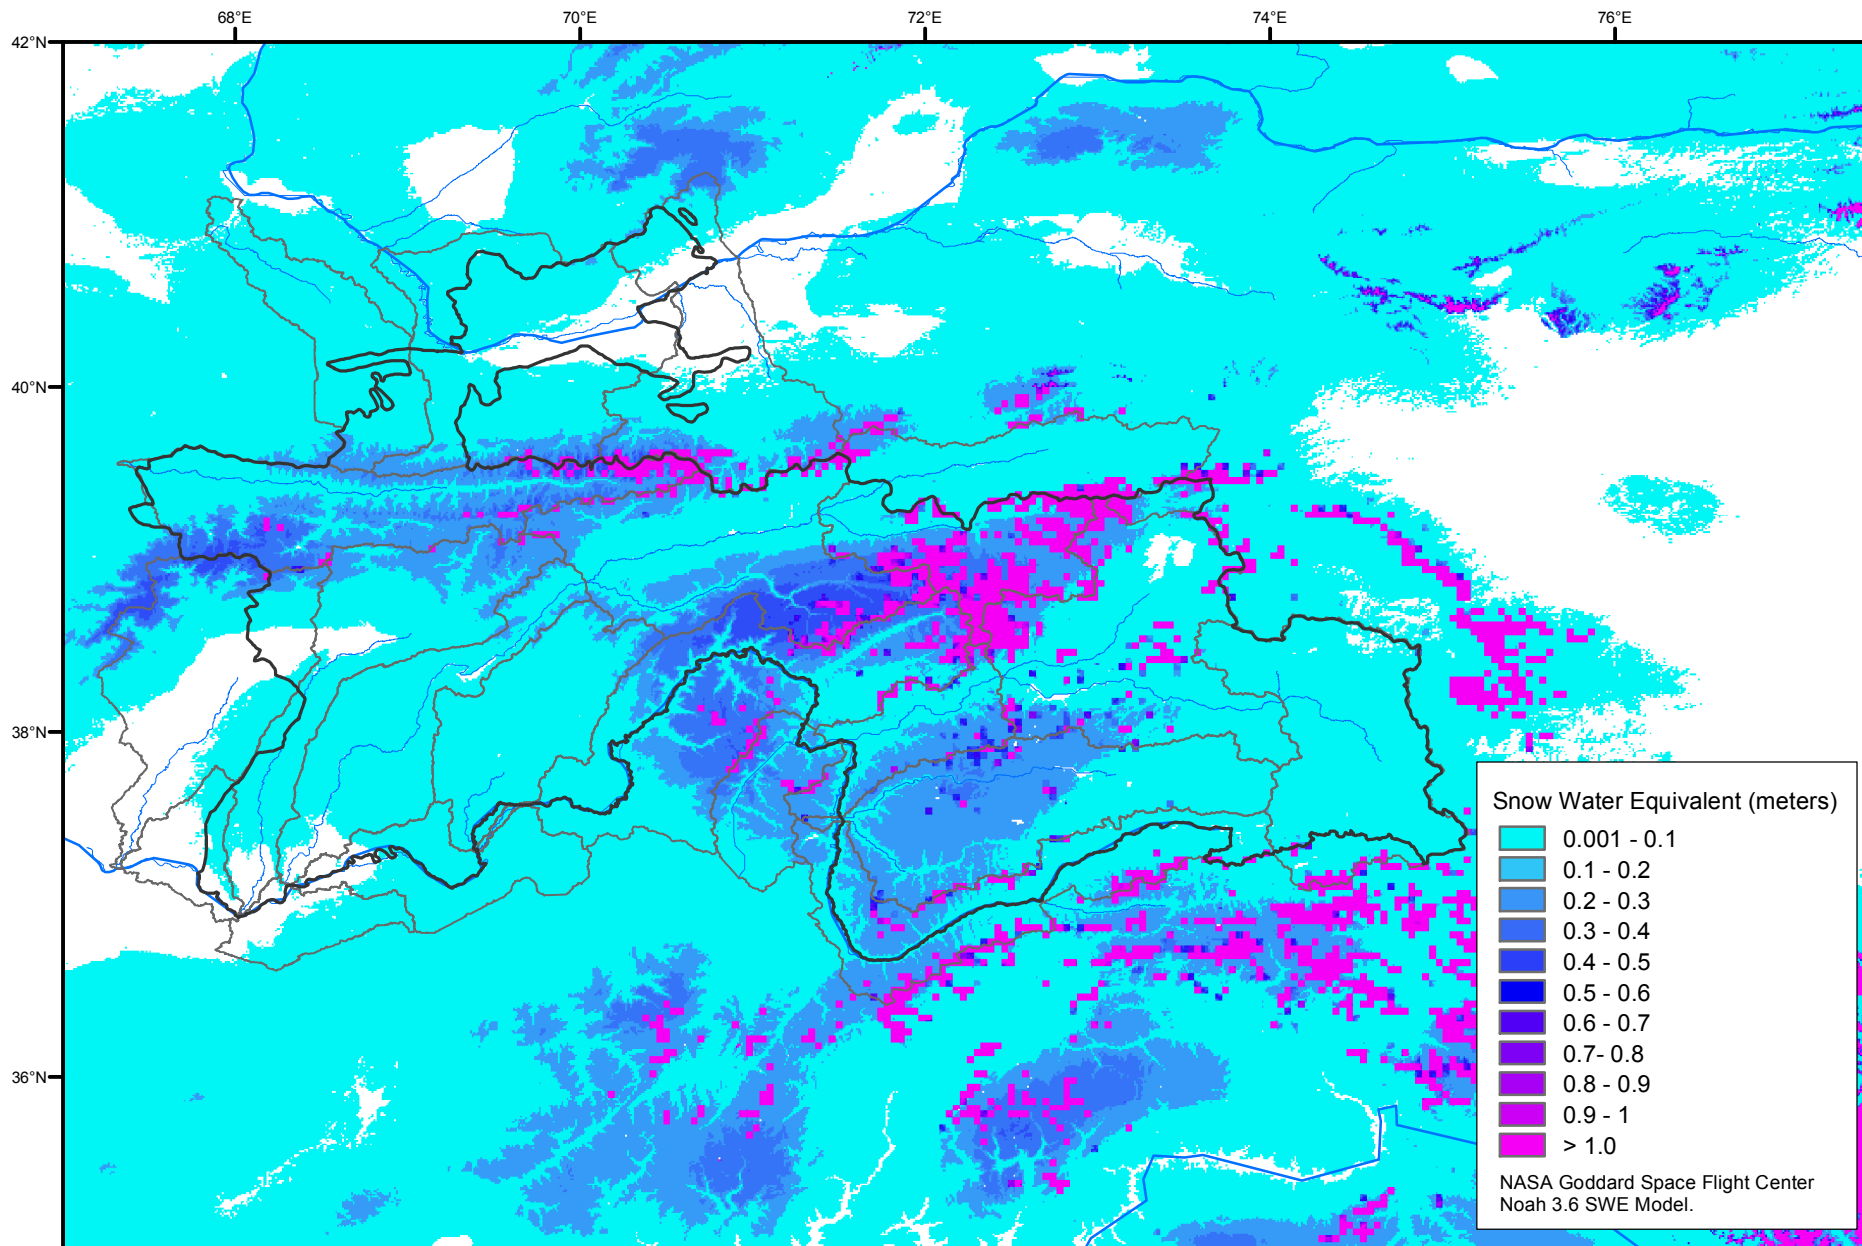 68°E 70°E 72°E 74°E 76°E
42°N
40°N
38°N
36°N
Snow Water Equivalent (meters)
0.001 - 0.1
0.1 - 0.2
0.2 - 0.3
0.3 - 0.4
0.4 - 0.5
0.5 - 0.6
0.6 - 0.7
0.7- 0.8
0.8 - 0.9
0.9 - 1
> 1.0
NASA Goddard Space Flight Center
Noah 3.6 SWE Model.